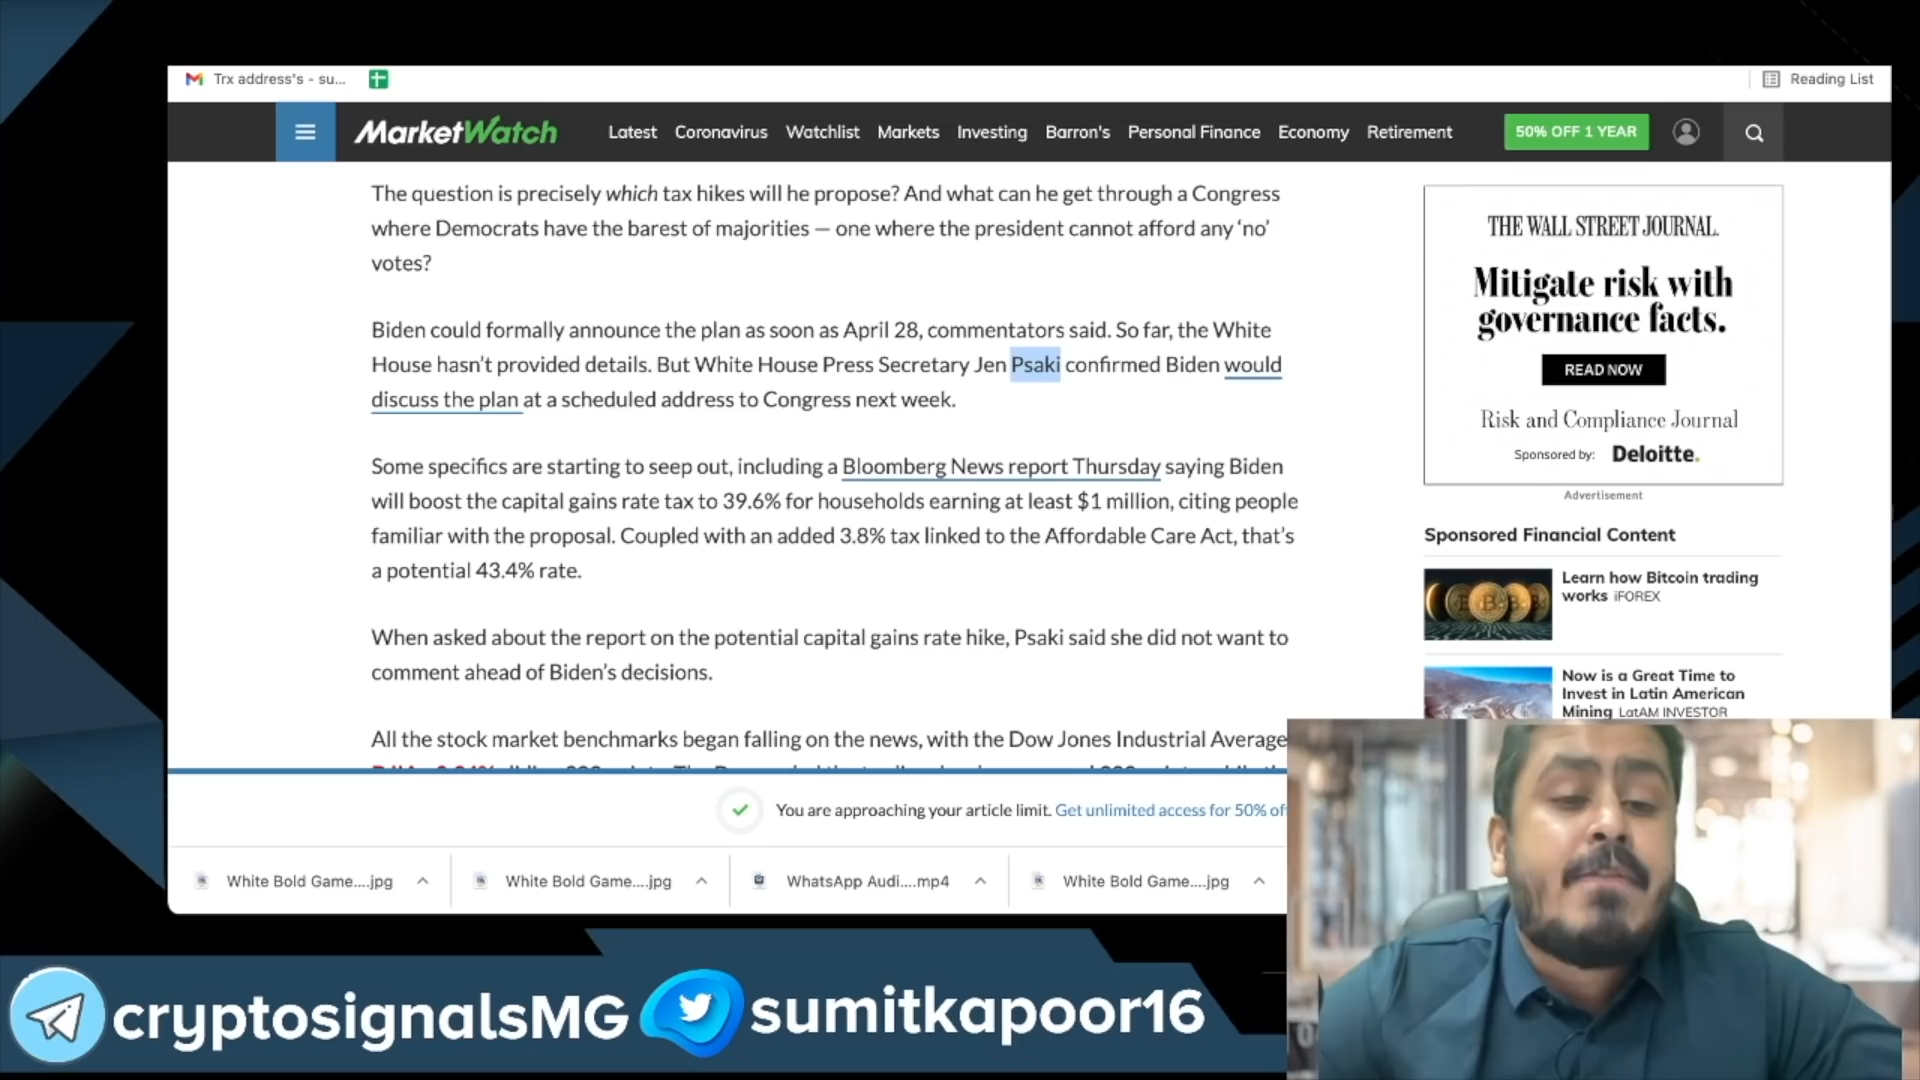 Trx address's - su...
Reading List
MarketWatch
Latest Coronavirus Watchlist Markets Investing Barron's Personal Finance Economy Retirement
50% OFF 1 YEAR
The question is precisely which tax hikes will he propose? And what can he get through a Congress
where Democrats have the barest of majorities — one where the president cannot afford any ‘no’
votes?
Biden could formally announce the plan as soon as April 28, commentators said. So far, the White
House hasn’t provided details. But White House Press Secretary Jen Psaki confirmed Biden would
discuss the plan at a scheduled address to Congress next week.
Some specifics are starting to seep out, including a Bloomberg News report Thursday saying Biden
will boost the capital gains rate tax to 39.6% for households earning at least $1 million, citing people
familiar with the proposal. Coupled with an added 3.8% tax linked to the Affordable Care Act, that’s
a potential 43.4% rate.
When asked about the report on the potential capital gains rate hike, Psaki said she did not want to
comment ahead of Biden’s decisions.
All the stock market benchmarks began falling on the news, with the Dow Jones Industrial Average
THE WALL STREET JOURNAL.
Mitigate risk with
governance facts.
READ NOW
Risk and Compliance Journal
Sponsored by: Deloitte.
Advertisement
Sponsored Financial Content
Learn how Bitcoin trading
works iFOREX
Now is a Great Time to
Invest in Latin American
Mining LatAM INVESTOR
You are approaching your article limit. Get unlimited access for 50% of
White Bold Game....jpg
White Bold Game....jpg
WhatsApp Audi....mp4
White Bold Game....jpg
cryptosignalsMG
sumitkapoor16